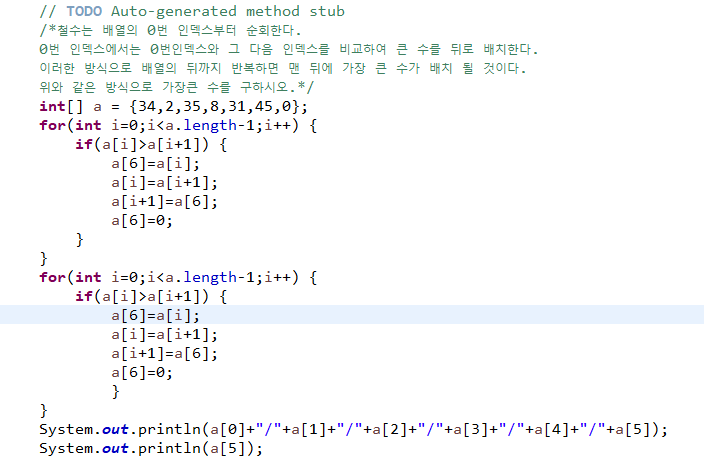 // TODO Auto-generated method stub
/*철수는 배열의 0번 인덱스부터 순회한다.
0번 인덱스에서는 0번인덱스와 그 다음 인덱스를 비교하여 큰 수를 뒤로 배치한다.
이러한 방식으로 배열의 뒤까지 반복하면 맨 뒤에 가장 큰 수가 배치 될 것이다.
위와 같은 방식으로 가장큰 수를 구하시오.*/
int[] a = {34,2,35,8,31,45,0};
for(int i=0;i<a.length-1;i++) {
if(a[i]>a[i+1]) {
a[6]=a[i];
a[i]=a[i+1];
a[i+1]=a[6];
a[6]=0;
}
}
for(int i=0;i<a.length-1;i++) {
if(a[i]>a[i+1]) {
a[6]=a[i];
a[i]=a[i+1];
a[i+1]=a[6];
a[6]=0;
}
}
System.out.println(a[0]+"/"+a[1]+"/"+a[2]+"/"+a[3]+"/"+a[4]+"/"+a[5]);
System.out.println(a[5]);